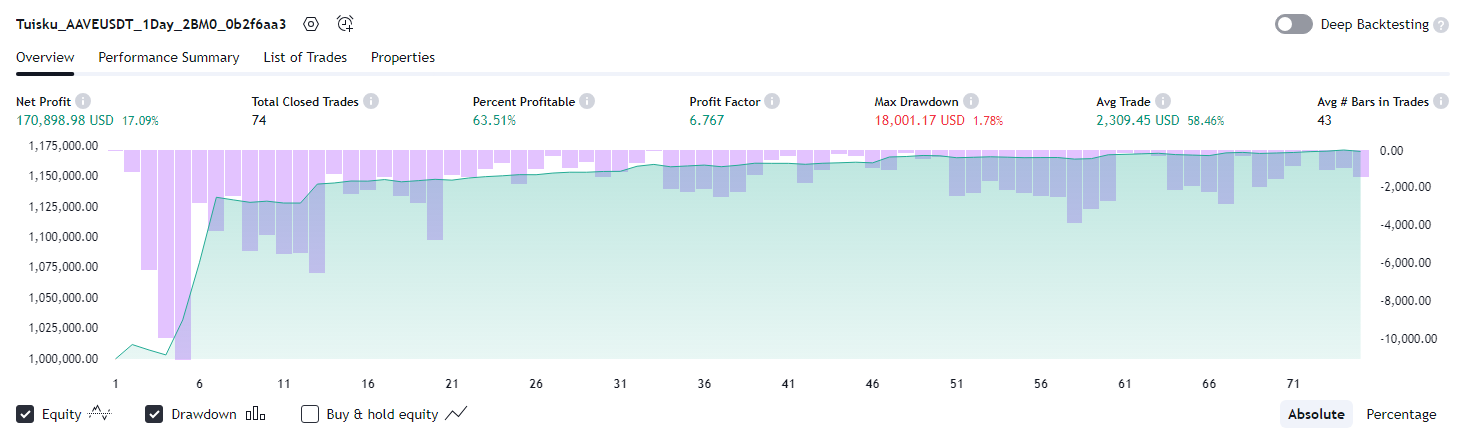 Tuisku_AAVEUSDT_1Day_2BM0_0b2f6aa3 Deep Backtesting
Overview Performance Summary List of Trades Properties
Net Profit Total Closed Trades Percent Profitable Profit Factor Max Drawdown Avg Trade Avg # Bars in Trades
170,898.98 USD 17.09% 74 63.51% 6.767 18,001.17 USD 1.78% 2,309.45 USD 58.46% 43
1,175,000.00 0.00
1,150,000.00 -2,000.00
1,125,000.00 -4,000.00
1,100,000.00 -6,000.00
1,075,000.00 -8,000.00
1,050,000.00 -10,000.00
1,025,000.00
1,000,000.00
1 6 11 16 21 26 31 36 41 46 51 56 61 66 71
Equity Drawdown Buy & hold equity Absolute Percentage